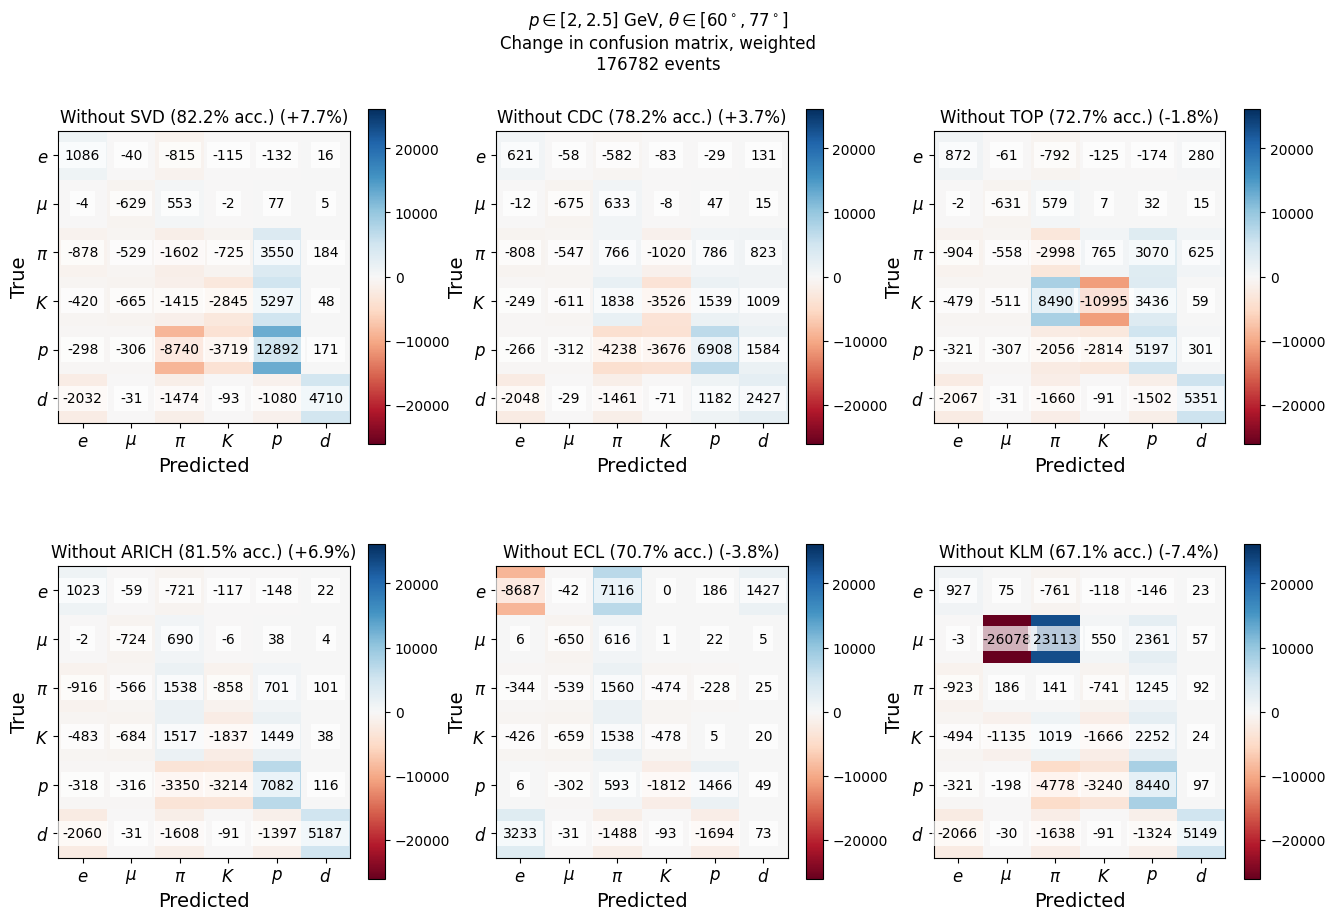 p ∈ [2, 2.5] GeV, θ ∈ [60°, 77°]
Change in confusion matrix, weighted
176782 events
Without SVD (82.2% acc.) (+7.7%)
e 1086 -40 -815 -115 -132 16
μ -4 -629 553 -2 77 5
π -878 -529 -1602 -725 3550 184
K -420 -665 -1415 -2845 5297 48
p -298 -306 -8740 -3719 12892 171
d -2032 -31 -1474 -93 -1080 4710
e μ π K p d
Predicted
True
20000
10000
0
−10000
−20000
Without CDC (78.2% acc.) (+3.7%)
e 621 -58 -582 -83 -29 131
μ -12 -675 633 -8 47 15
π -808 -547 766 -1020 786 823
K -249 -611 1838 -3526 1539 1009
p -266 -312 -4238 -3676 6908 1584
d -2048 -29 -1461 -71 1182 2427
e μ π K p d
Predicted
True
20000
10000
0
−10000
−20000
Without TOP (72.7% acc.) (-1.8%)
e 872 -61 -792 -125 -174 280
μ -2 -631 579 7 32 15
π -904 -558 -2998 765 3070 625
K -479 -511 8490 -10995 3436 59
p -321 -307 -2056 -2814 5197 301
d -2067 -31 -1660 -91 -1502 5351
e μ π K p d
Predicted
True
20000
10000
0
−10000
−20000
Without ARICH (81.5% acc.) (+6.9%)
e 1023 -59 -721 -117 -148 22
μ -2 -724 690 -6 38 4
π -916 -566 1538 -858 701 101
K -483 -684 1517 -1837 1449 38
p -318 -316 -3350 -3214 7082 116
d -2060 -31 -1608 -91 -1397 5187
e μ π K p d
Predicted
True
20000
10000
0
−10000
−20000
Without ECL (70.7% acc.) (-3.8%)
e -8687 -42 7116 0 186 1427
μ 6 -650 616 1 22 5
π -344 -539 1560 -474 -228 25
K -426 -659 1538 -478 5 20
p 6 -302 593 -1812 1466 49
d 3233 -31 -1488 -93 -1694 73
e μ π K p d
Predicted
True
20000
10000
0
−10000
−20000
Without KLM (67.1% acc.) (-7.4%)
e 927 75 -761 -118 -146 23
μ -3 -26078 23113 550 2361 57
π -923 186 141 -741 1245 92
K -494 -1135 1019 -1666 2252 24
p -321 -198 -4778 -3240 8440 97
d -2066 -30 -1638 -91 -1324 5149
e μ π K p d
Predicted
True
20000
10000
0
−10000
−20000